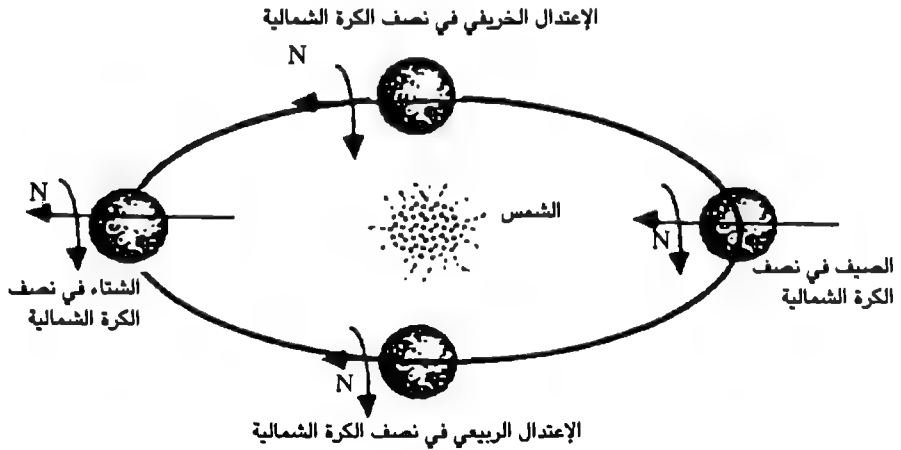 الإعتدال الخريفي في نصف الكرة الشمالية
N
N
الشمس
N
الصيف في نصف
الكرة الشمالية
الشتاء في نصف
الكرة الشمالية
N
الإعتدال الربيعي في نصف الكرة الشمالية